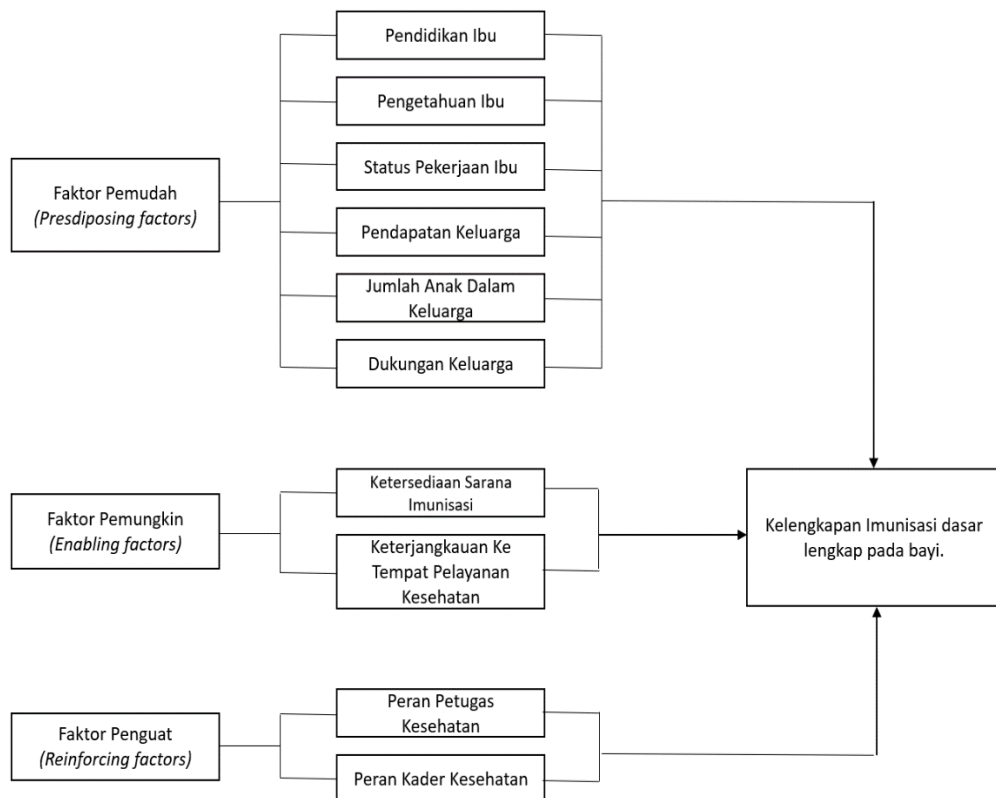 Faktor Pemudah
(Presdiposing factors)
Pendidikan Ibu
Pengetahuan Ibu
Status Pekerjaan Ibu
Pendapatan Keluarga
Jumlah Anak Dalam
Keluarga
Dukungan Keluarga
Faktor Pemungkin
(Enabling factors)
Ketersediaan Sarana
Imunisasi
Keterjangkauan Ke
Tempat Pelayanan
Kesehatan
Faktor Penguat
(Reinforcing factors)
Peran Petugas
Kesehatan
Peran Kader Kesehatan
Kelengkapan Imunisasi dasar
lengkap pada bayi.